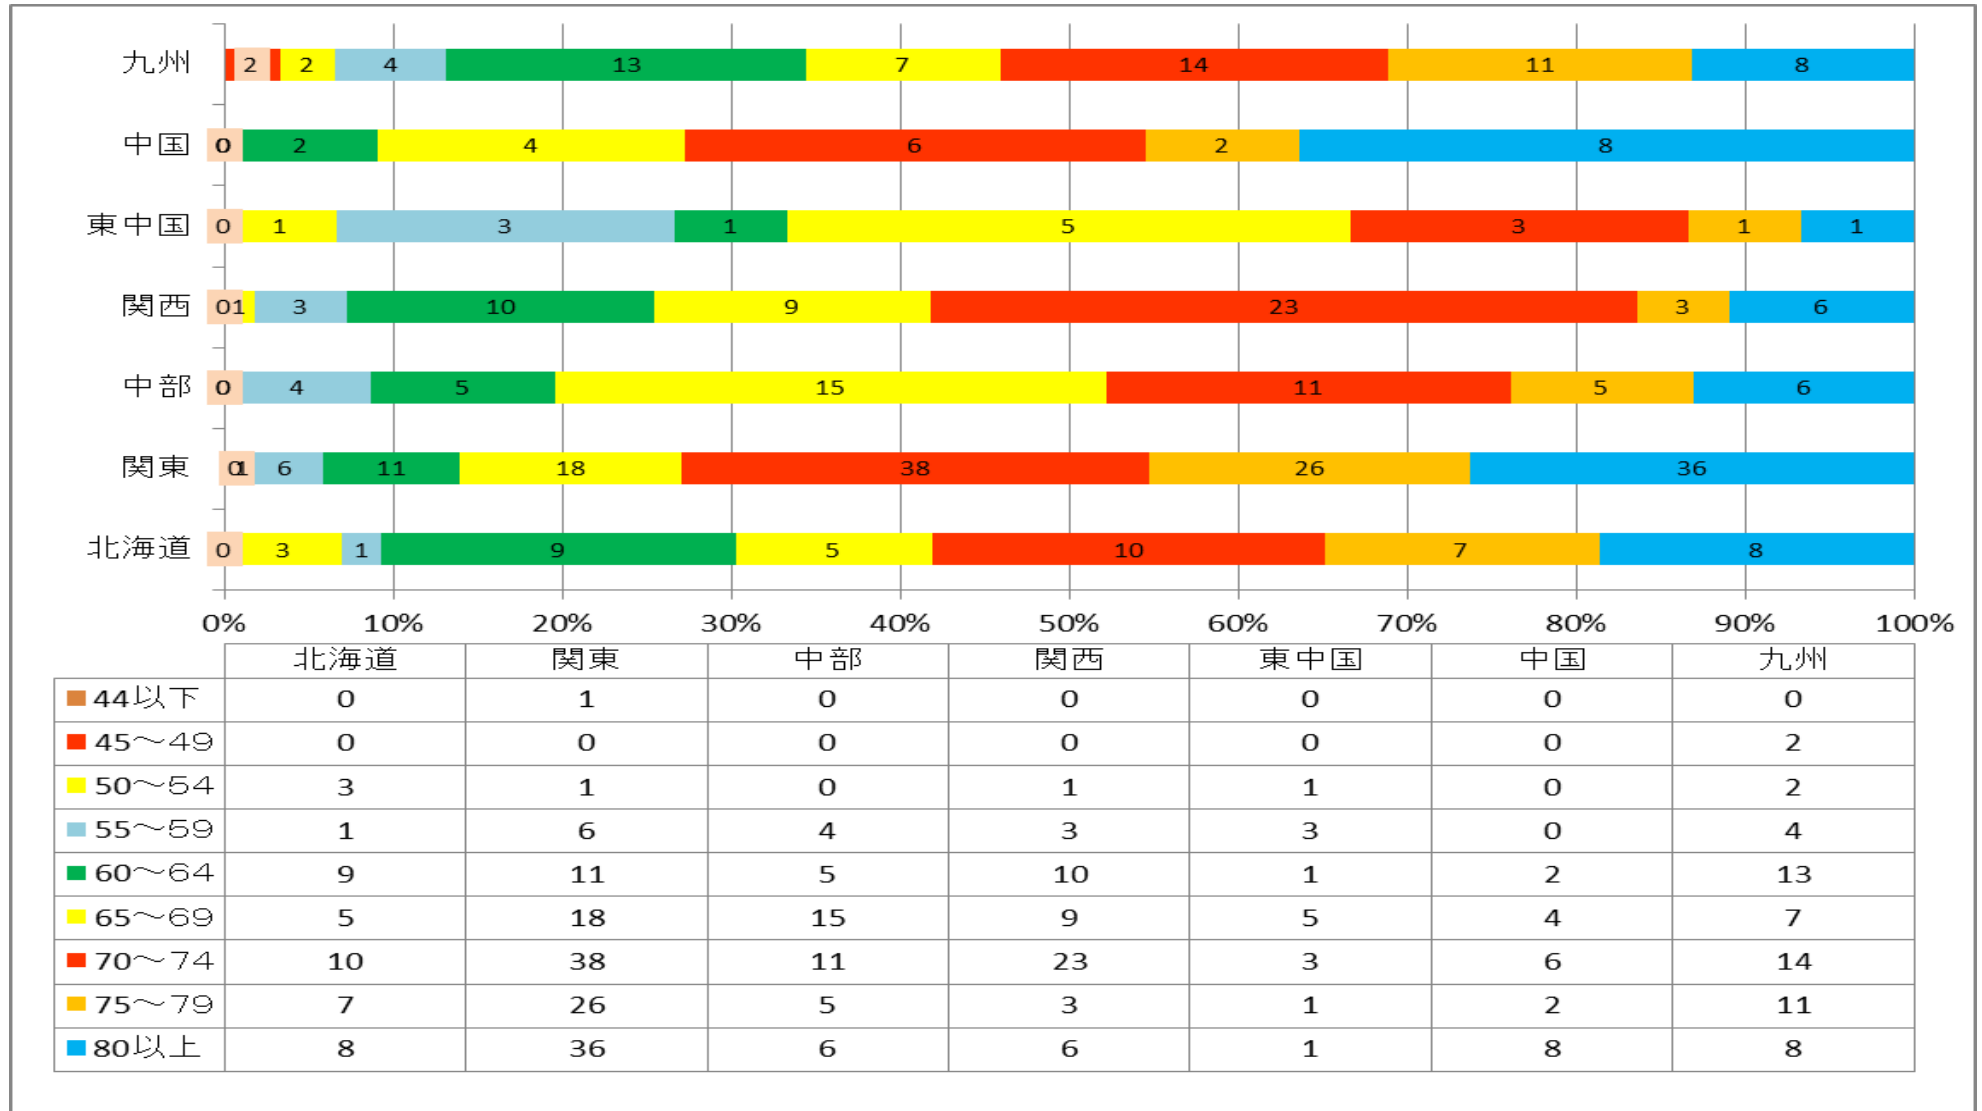 九州 2 2 4 13 7 14 11 8
中国 0 2 4 6 2 8
東中国 0 1 3 1 5 3 1 1
関西 0 1 3 10 9 23 3 6
中部 0 4 5 15 11 5 6
関東 0 1 6 11 18 38 26 36
北海道 0 3 1 9 5 10 7 8
0% 10% 20% 30% 40% 50% 60% 70% 80% 90% 100%
北海道 関東 中部 関西 東中国 中国 九州
44以下 0 1 0 0 0 0 0
45～49 0 0 0 0 0 0 2
50～54 3 1 0 1 1 0 2
55～59 1 6 4 3 3 0 4
60～64 9 11 5 10 1 2 13
65～69 5 18 15 9 5 4 7
70～74 10 38 11 23 3 6 14
75～79 7 26 5 3 1 2 11
80以上 8 36 6 6 1 8 8